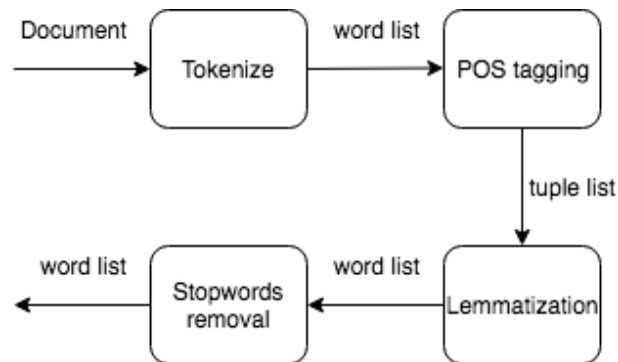 Document
Tokenize
word list
POS tagging
tuple list
Lemmatization
word list
Stopwords
removal
word list